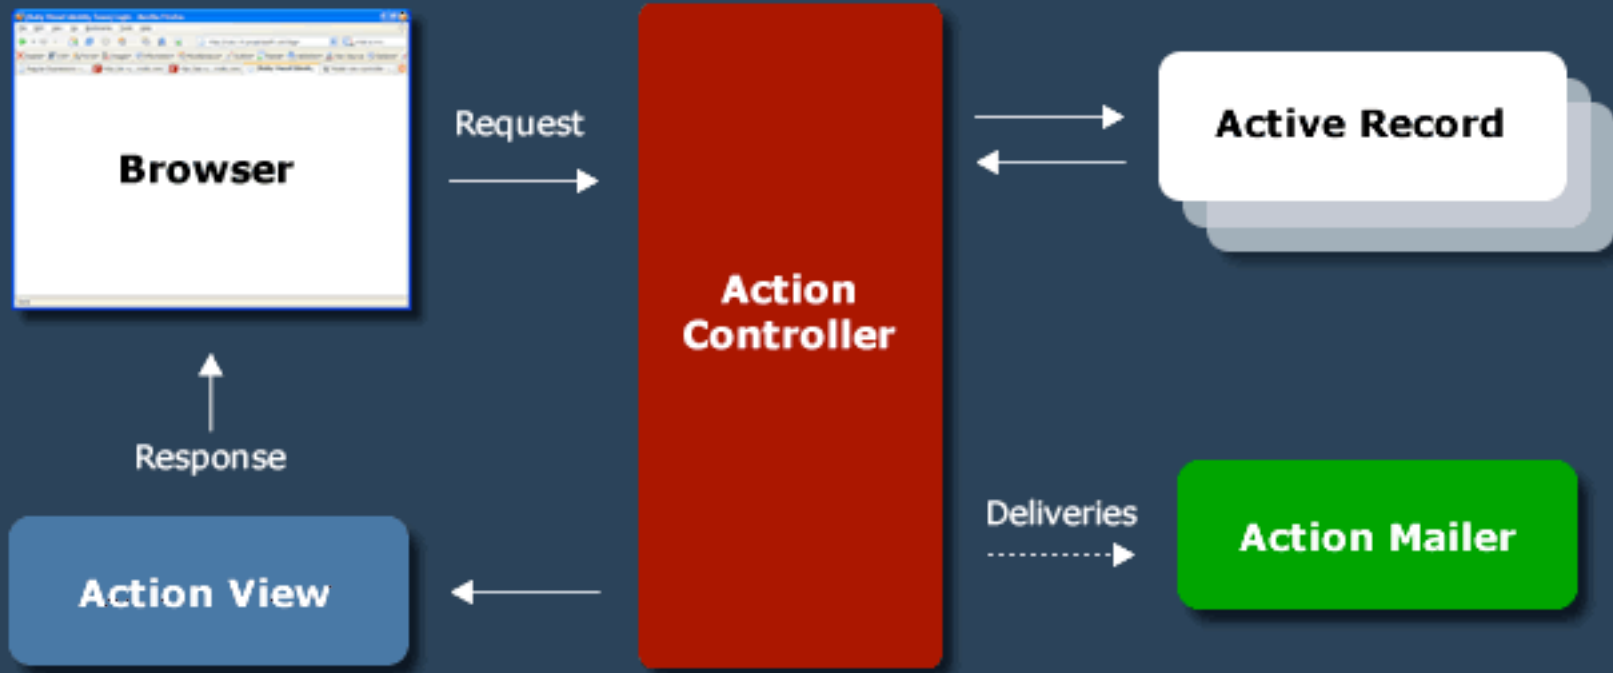 Browser
Request
Action
Controller
Active Record
Response
Deliveries
Action View
Action Mailer